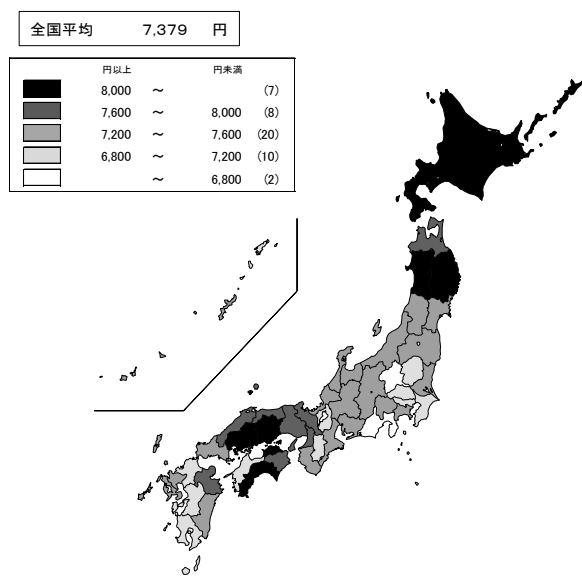 全国平均 7,379 円
円以上 円未満
8,000 ～ (7)
7,600 ～ 8,000 (8)
7,200 ～ 7,600 (20)
6,800 ～ 7,200 (10)
～ 6,800 (2)